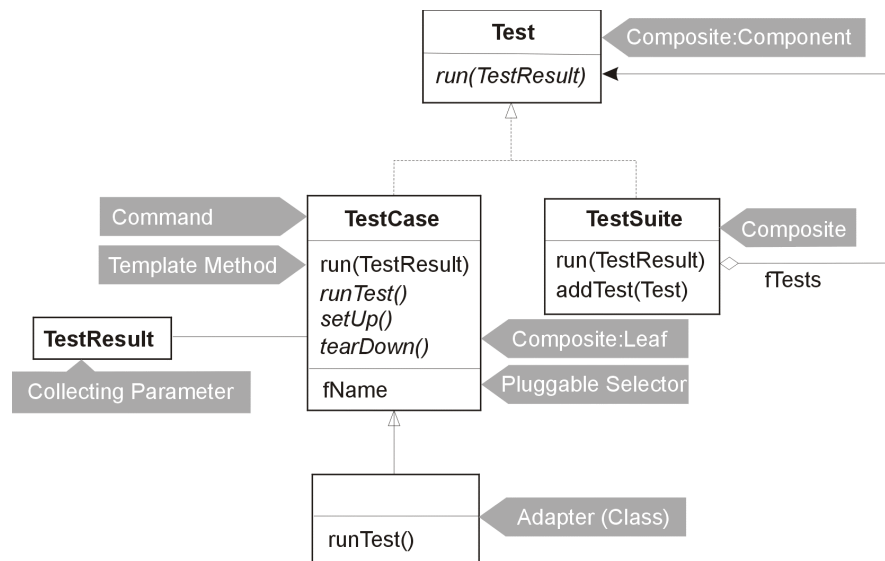 Test
Composite:Component
run(TestResult)
Command
TestCase
TestSuite
Composite
Template Method
run(TestResult)
runTest()
setUp()
tearDown()
run(TestResult)
addTest(Test)
fTests
TestResult
Composite:Leaf
Collecting Parameter
fName
Pluggable Selector
Adapter (Class)
runTest()